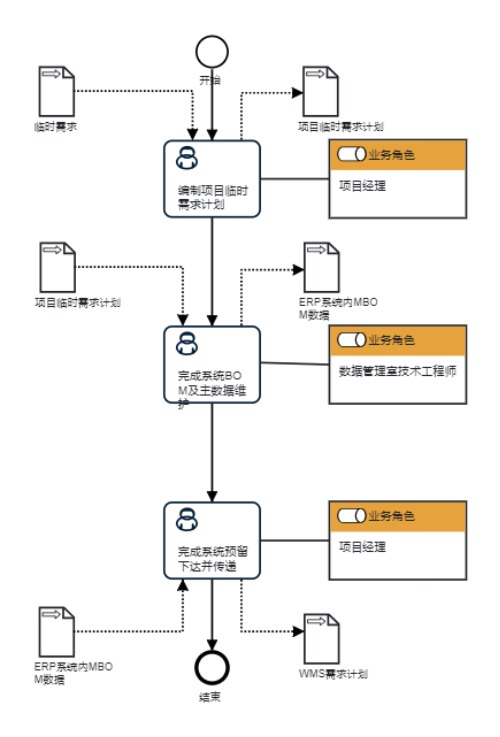 开始
临时需求
项目临时需求计划
业务角色
项目经理
编制项目临时
需求计划
项目临时需求计划
ERP系统内MBO
M数据
业务角色
数据管理室技术工程师
完成系统BO
M及主数据维
护
业务角色
项目经理
完成系统预留
下达并传递
ERP系统内MBO
M数据
WMS需求计划
结束